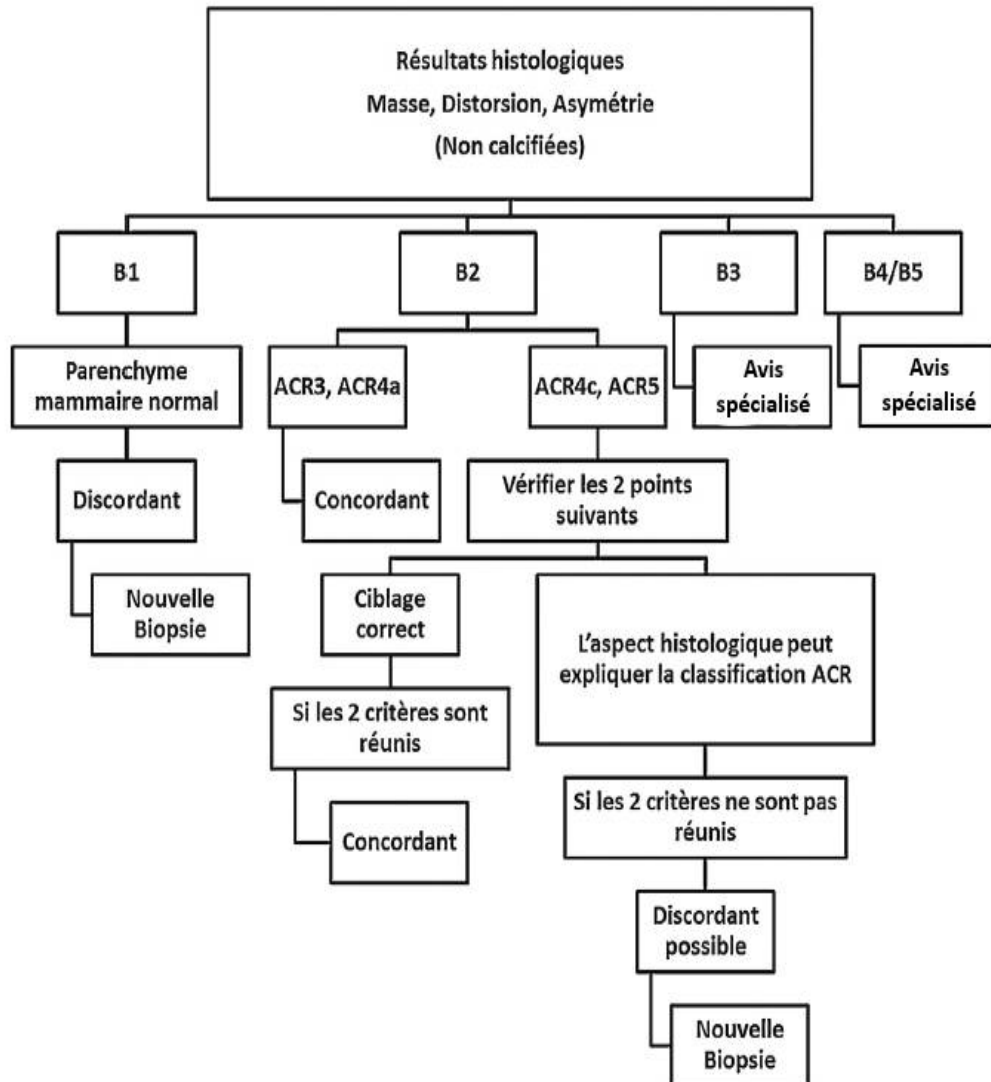 Résultats histologiques
Masse, Distorsion, Asymétrie
(Non calcifiées)
B1
B2
B3
B4/B5
Parenchyme
mammaire normal
ACR3, ACR4a
ACR4c, ACR5
Avis
spécialisé
Avis
spécialisé
Discordant
Concordant
Vérifier les 2 points
suivants
Nouvelle
Biopsie
Ciblage
correct
L'aspect histologique peut
expliquer la classification ACR
Si les 2 critères sont
réunis
Si les 2 critères ne sont pas
réunis
Concordant
Discordant
possible
Nouvelle
Biopsie